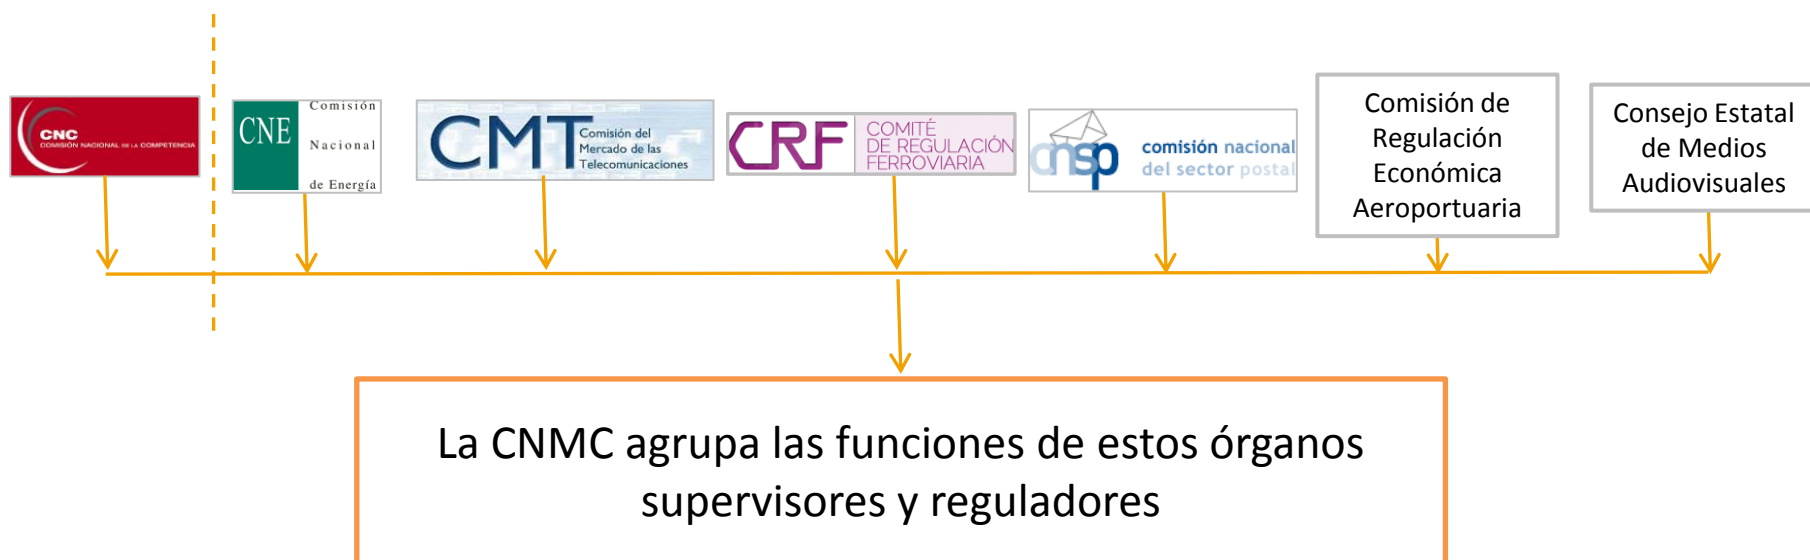 CNC
COMISIÓN NACIONAL DE LA COMPETENCIA
CNE
Comisión
Nacional
de Energía
CMT
Comisión del
Mercado de las
Telecomunicaciones
CRF
COMITÉ
DE REGULACIÓN
FERROVIARIA
cnsp
comisión nacional
del sector postal
Comisión de
Regulación
Económica
Aeroportuaria
Consejo Estatal
de Medios
Audiovisuales
La CNMC agrupa las funciones de estos órganos
supervisores y reguladores